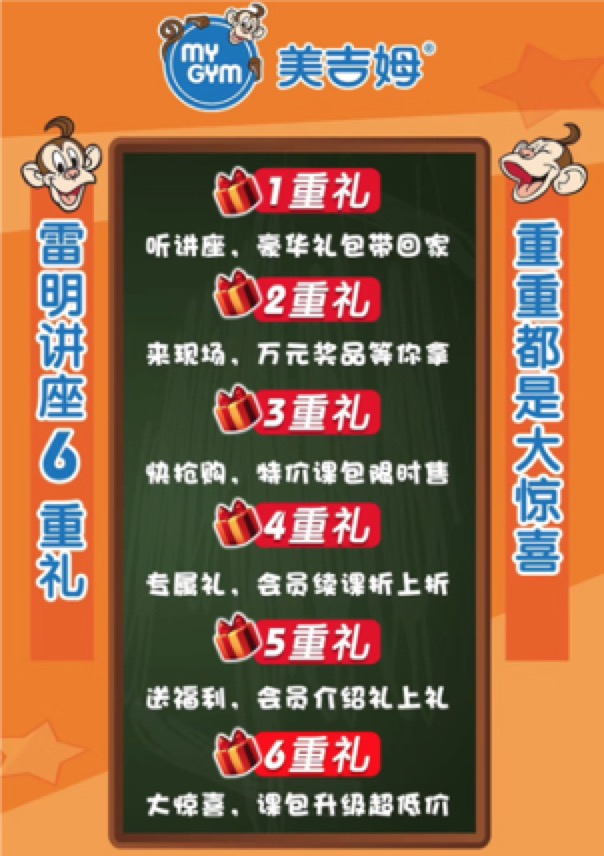 MY
GYM
美吉姆®
雷明讲座6重礼
1重礼
听讲座，豪华礼包带回家
2重礼
来现场，万元奖品等你拿
3重礼
快抢购，特价课包限时售
4重礼
专属礼，会员续课折上折
5重礼
送福利，会员介绍礼上礼
6重礼
大惊喜，课包升级超低价
重重都是大惊喜